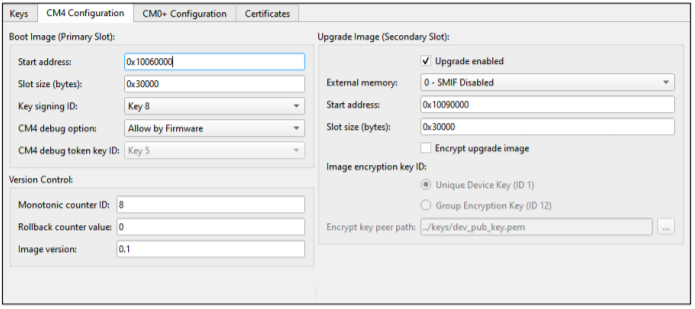 Keys CM4 Configuration CM0+ Configuration Certificates
Boot Image (Primary Slot):
Start address: 0x10060000
Slot size (bytes): 0x30000
Key signing ID: Key 8
CM4 debug option: Allow by Firmware
CM4 debug token key ID: Key 5
Version Control:
Monotonic counter ID: 8
Rollback counter value: 0
Image version: 0.1
Upgrade Image (Secondary Slot):
Upgrade enabled
External memory: 0 - SMIF Disabled
Start address: 0x10090000
Slot size (bytes): 0x30000
Encrypt upgrade image
Image encryption key ID:
Unique Device Key (ID 1)
Group Encryption Key (ID 12)
Encrypt key peer path: ../keys/dev_pub_key.pem ...